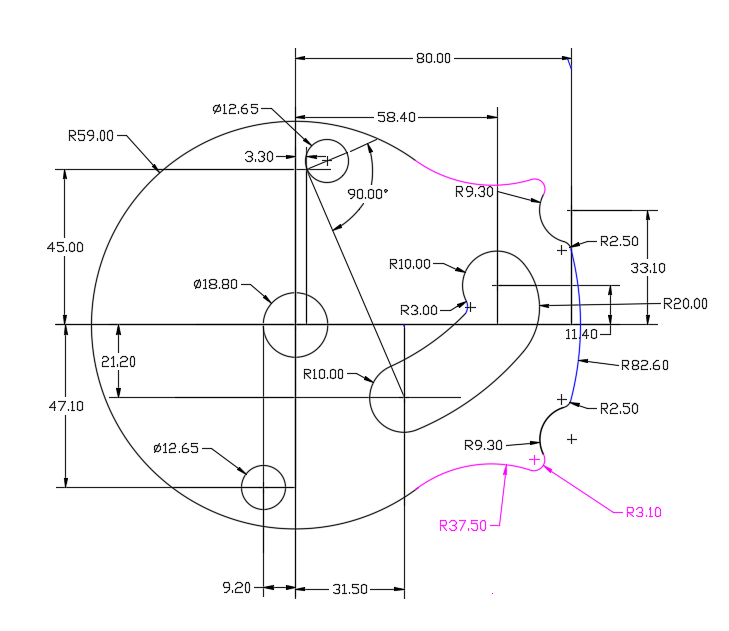 80.00
58.40
Ø12.65
R59.00
3.30
90.00°
R9.30
45.00
R2.50
R10.00
33.10
Ø18.80
R3.00
R20.00
11.40
21.20
R10.00
R82.60
47.10
R2.50
Ø12.65
R9.30
R37.50
R3.10
9.20
31.50